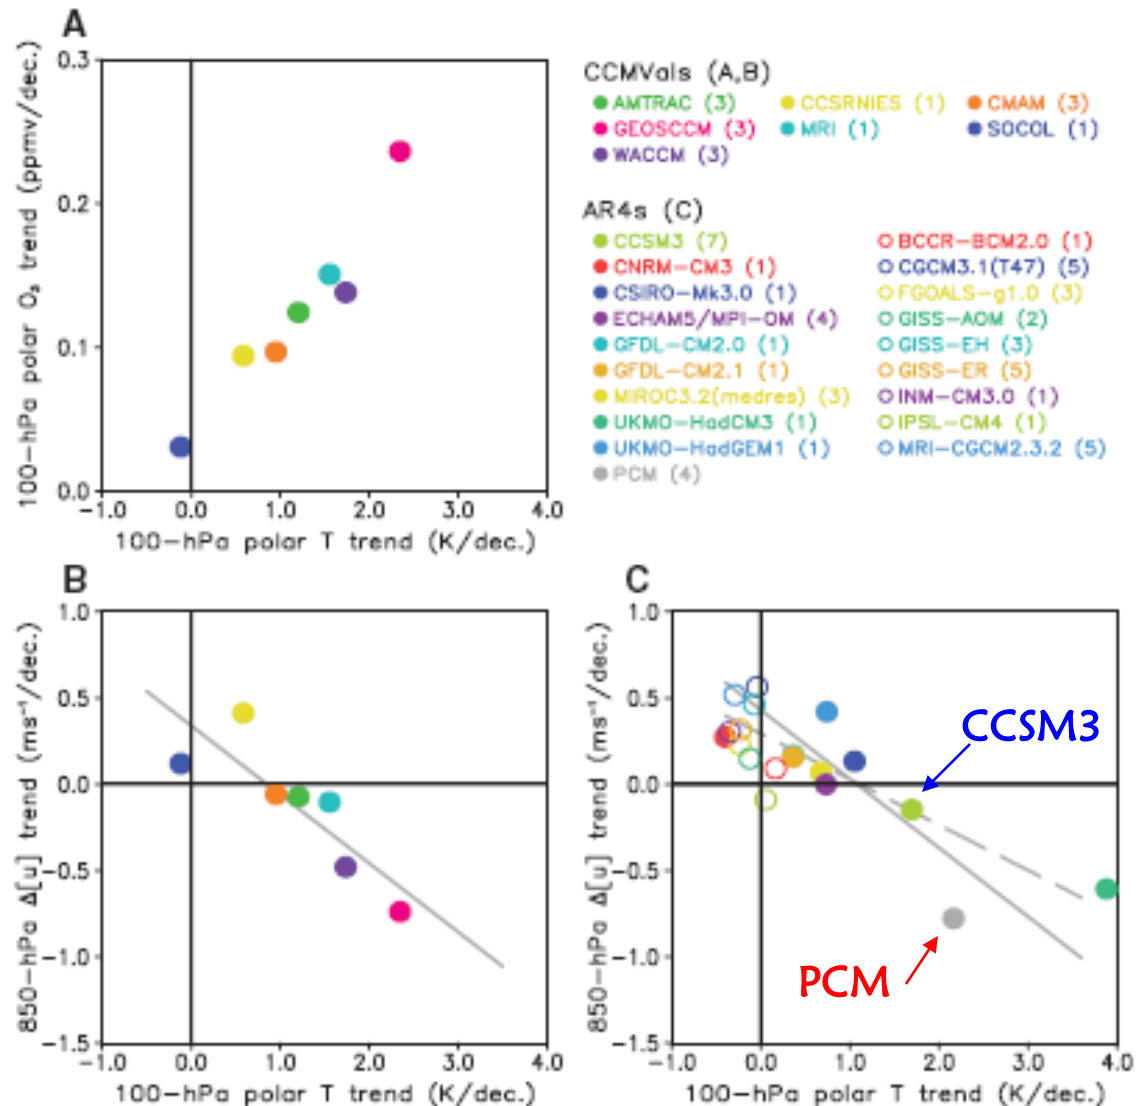 A
0.3
0.2
0.1
0.0
100-hPa polar O₃ trend (ppmv/dec.)
-1.0 0.0 1.0 2.0 3.0 4.0
100-hPa polar T trend (K/dec.)
CCMVals (A,B)
AMTRAC (3) CCSRNIES (1) CMAM (3)
GEOSCCM (3) MRI (1) SOCOL (1)
WACCM (3)
AR4s (C)
CCSM3 (7) BCCR-BCM2.0 (1)
CNRM-CM3 (1) CGCM3.1(T47) (5)
CSIRO-Mk3.0 (1) FGOALS-g1.0 (3)
ECHAM5/MPI-OM (4) GISS-AOM (2)
GFDL-CM2.0 (1) GISS-EH (3)
GFDL-CM2.1 (1) GISS-ER (5)
MIROC3.2(medres) (3) INM-CM3.0 (1)
UKMO-HadCM3 (1) IPSL-CM4 (1)
UKMO-HadGEM1 (1) MRI-CGCM2.3.2 (5)
PCM (4)
B
1.0
0.5
0.0
-0.5
-1.0
-1.5
850-hPa Δ[u] trend (ms⁻¹/dec.)
-1.0 0.0 1.0 2.0 3.0 4.0
100-hPa polar T trend (K/dec.)
C
1.0
0.5
0.0
-0.5
-1.0
-1.5
850-hPa Δ[u] trend (ms⁻¹/dec.)
CCSM3
PCM
-1.0 0.0 1.0 2.0 3.0 4.0
100-hPa polar T trend (K/dec.)